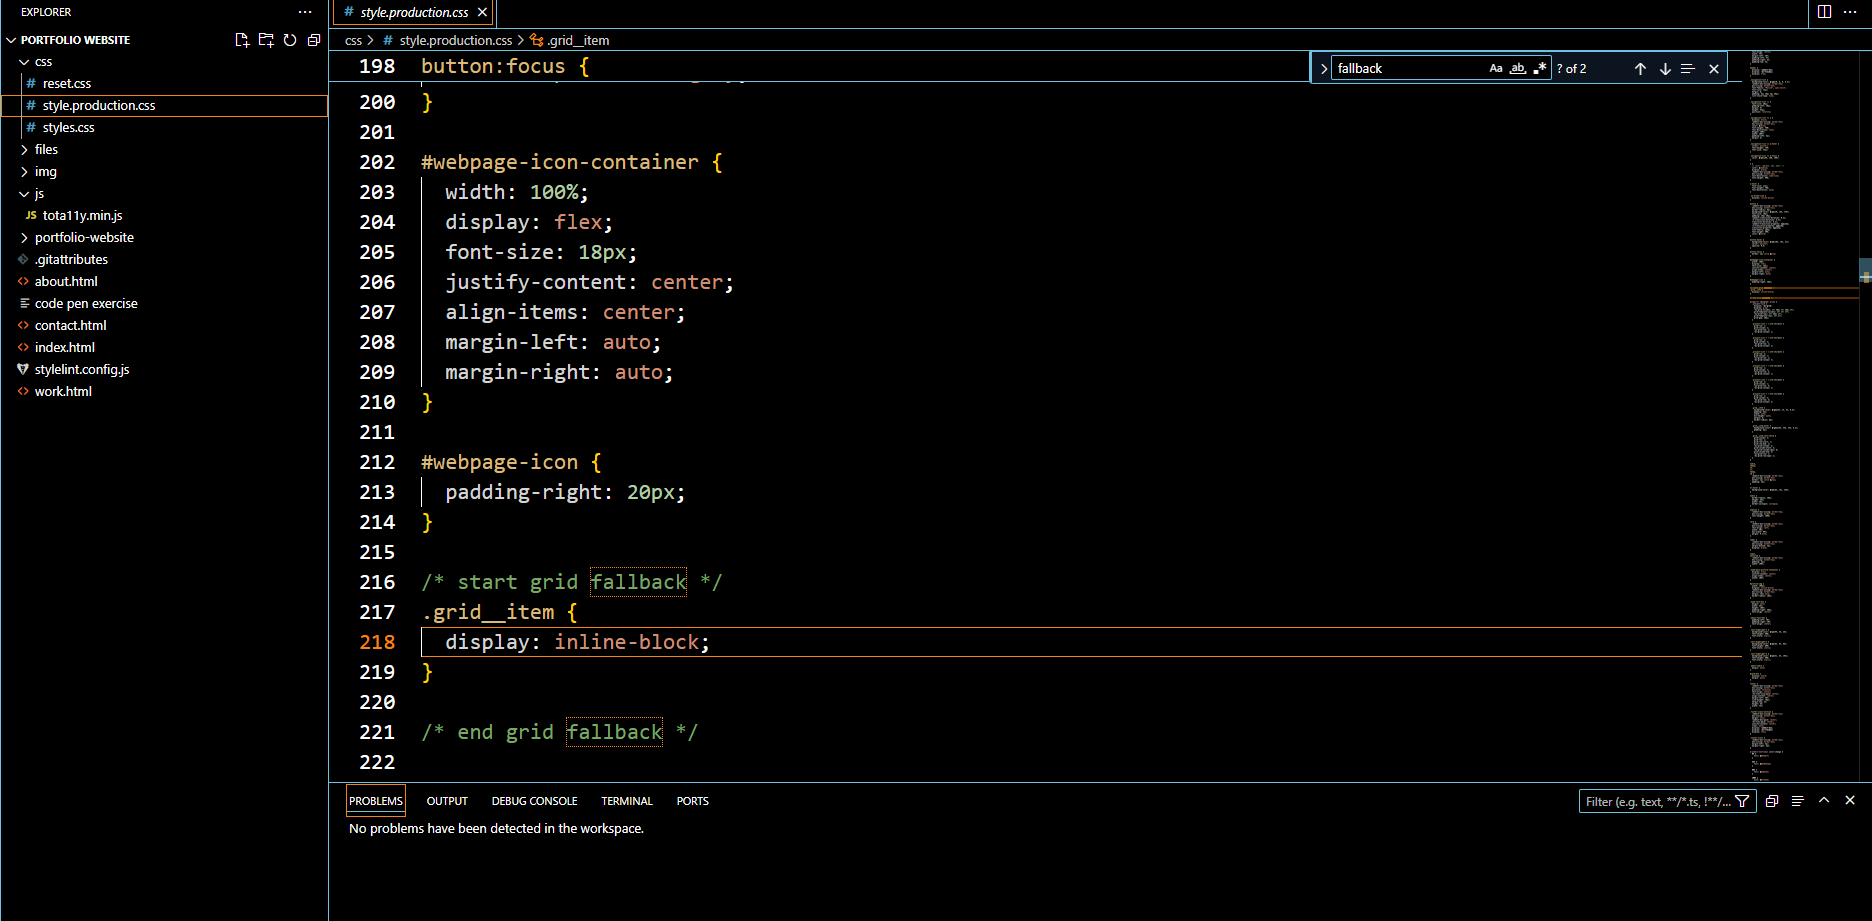 EXPLORER
PORTFOLIO WEBSITE
css
# reset.css
# style.production.css
# styles.css
files
img
js
JS tota11y.min.js
portfolio-website
.gitattributes
<> about.html
code pen exercise
<> contact.html
<> index.html
stylelint.config.js
<> work.html
# style.production.css
css > # style.production.css > .grid__item
fallback Aa ab .* ? of 2
198 button:focus {
200 }
201
202 #webpage-icon-container {
203 width: 100%;
204 display: flex;
205 font-size: 18px;
206 justify-content: center;
207 align-items: center;
208 margin-left: auto;
209 margin-right: auto;
210 }
211
212 #webpage-icon {
213 padding-right: 20px;
214 }
215
216 /* start grid fallback */
217 .grid__item {
218 display: inline-block;
219 }
220
221 /* end grid fallback */
222
PROBLEMS OUTPUT DEBUG CONSOLE TERMINAL PORTS
Filter (e.g. text, **/*.ts, !**/...
No problems have been detected in the workspace.